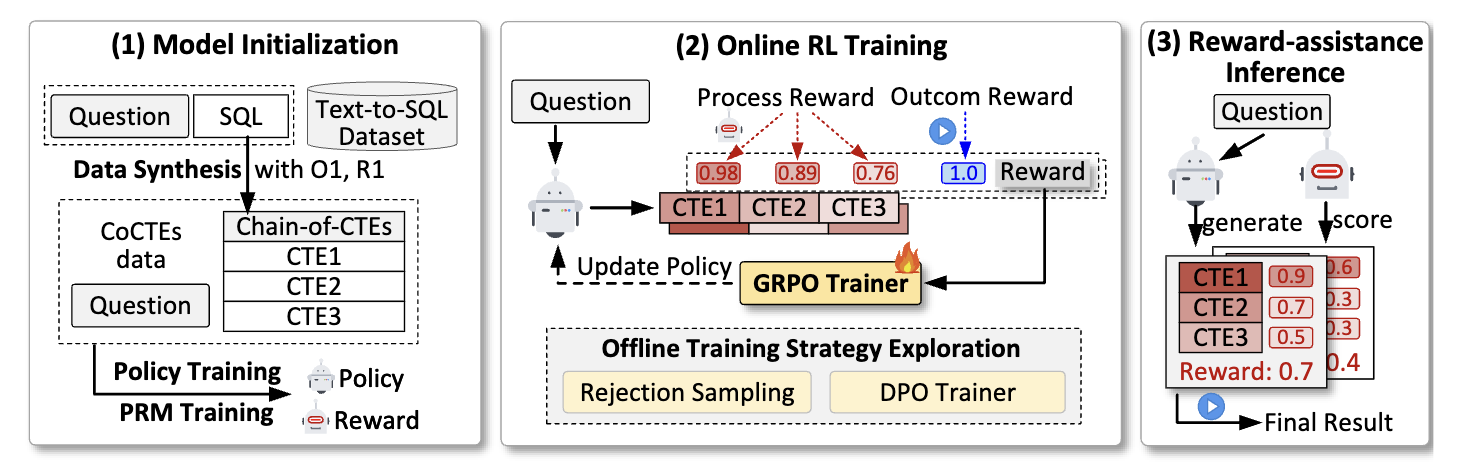 (1) Model Initialization
Question
SQL
Text-to-SQL
Dataset
Data Synthesis with O1, R1
CoCTEs
data
Question
Chain-of-CTEs
CTE1
CTE2
CTE3
Policy Training
PRM Training
Policy
Reward
(2) Online RL Training
Question
Process Reward
Outcom Reward
0.98
0.89
0.76
1.0
Reward
CTE1
CTE2
CTE3
Update Policy
GRPO Trainer
Offline Training Strategy Exploration
Rejection Sampling
DPO Trainer
(3) Reward-assistance
Inference
Question
generate
score
CTE1
0.9
0.6
CTE2
0.7
0.3
CTE3
0.5
0.3
Reward: 0.7
0.4
Final Result